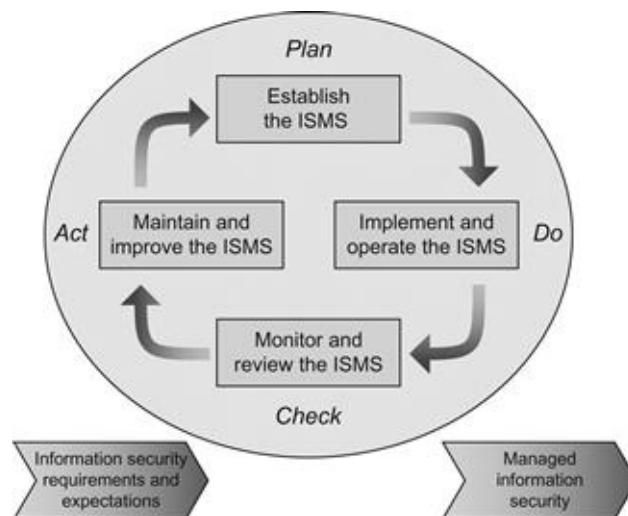 Plan
Establish
the ISMS
Act
Maintain and
improve the ISMS
Implement and
operate the ISMS
Do
Monitor and
review the ISMS
Check
Information security
requirements and
expectations
Managed
information
security